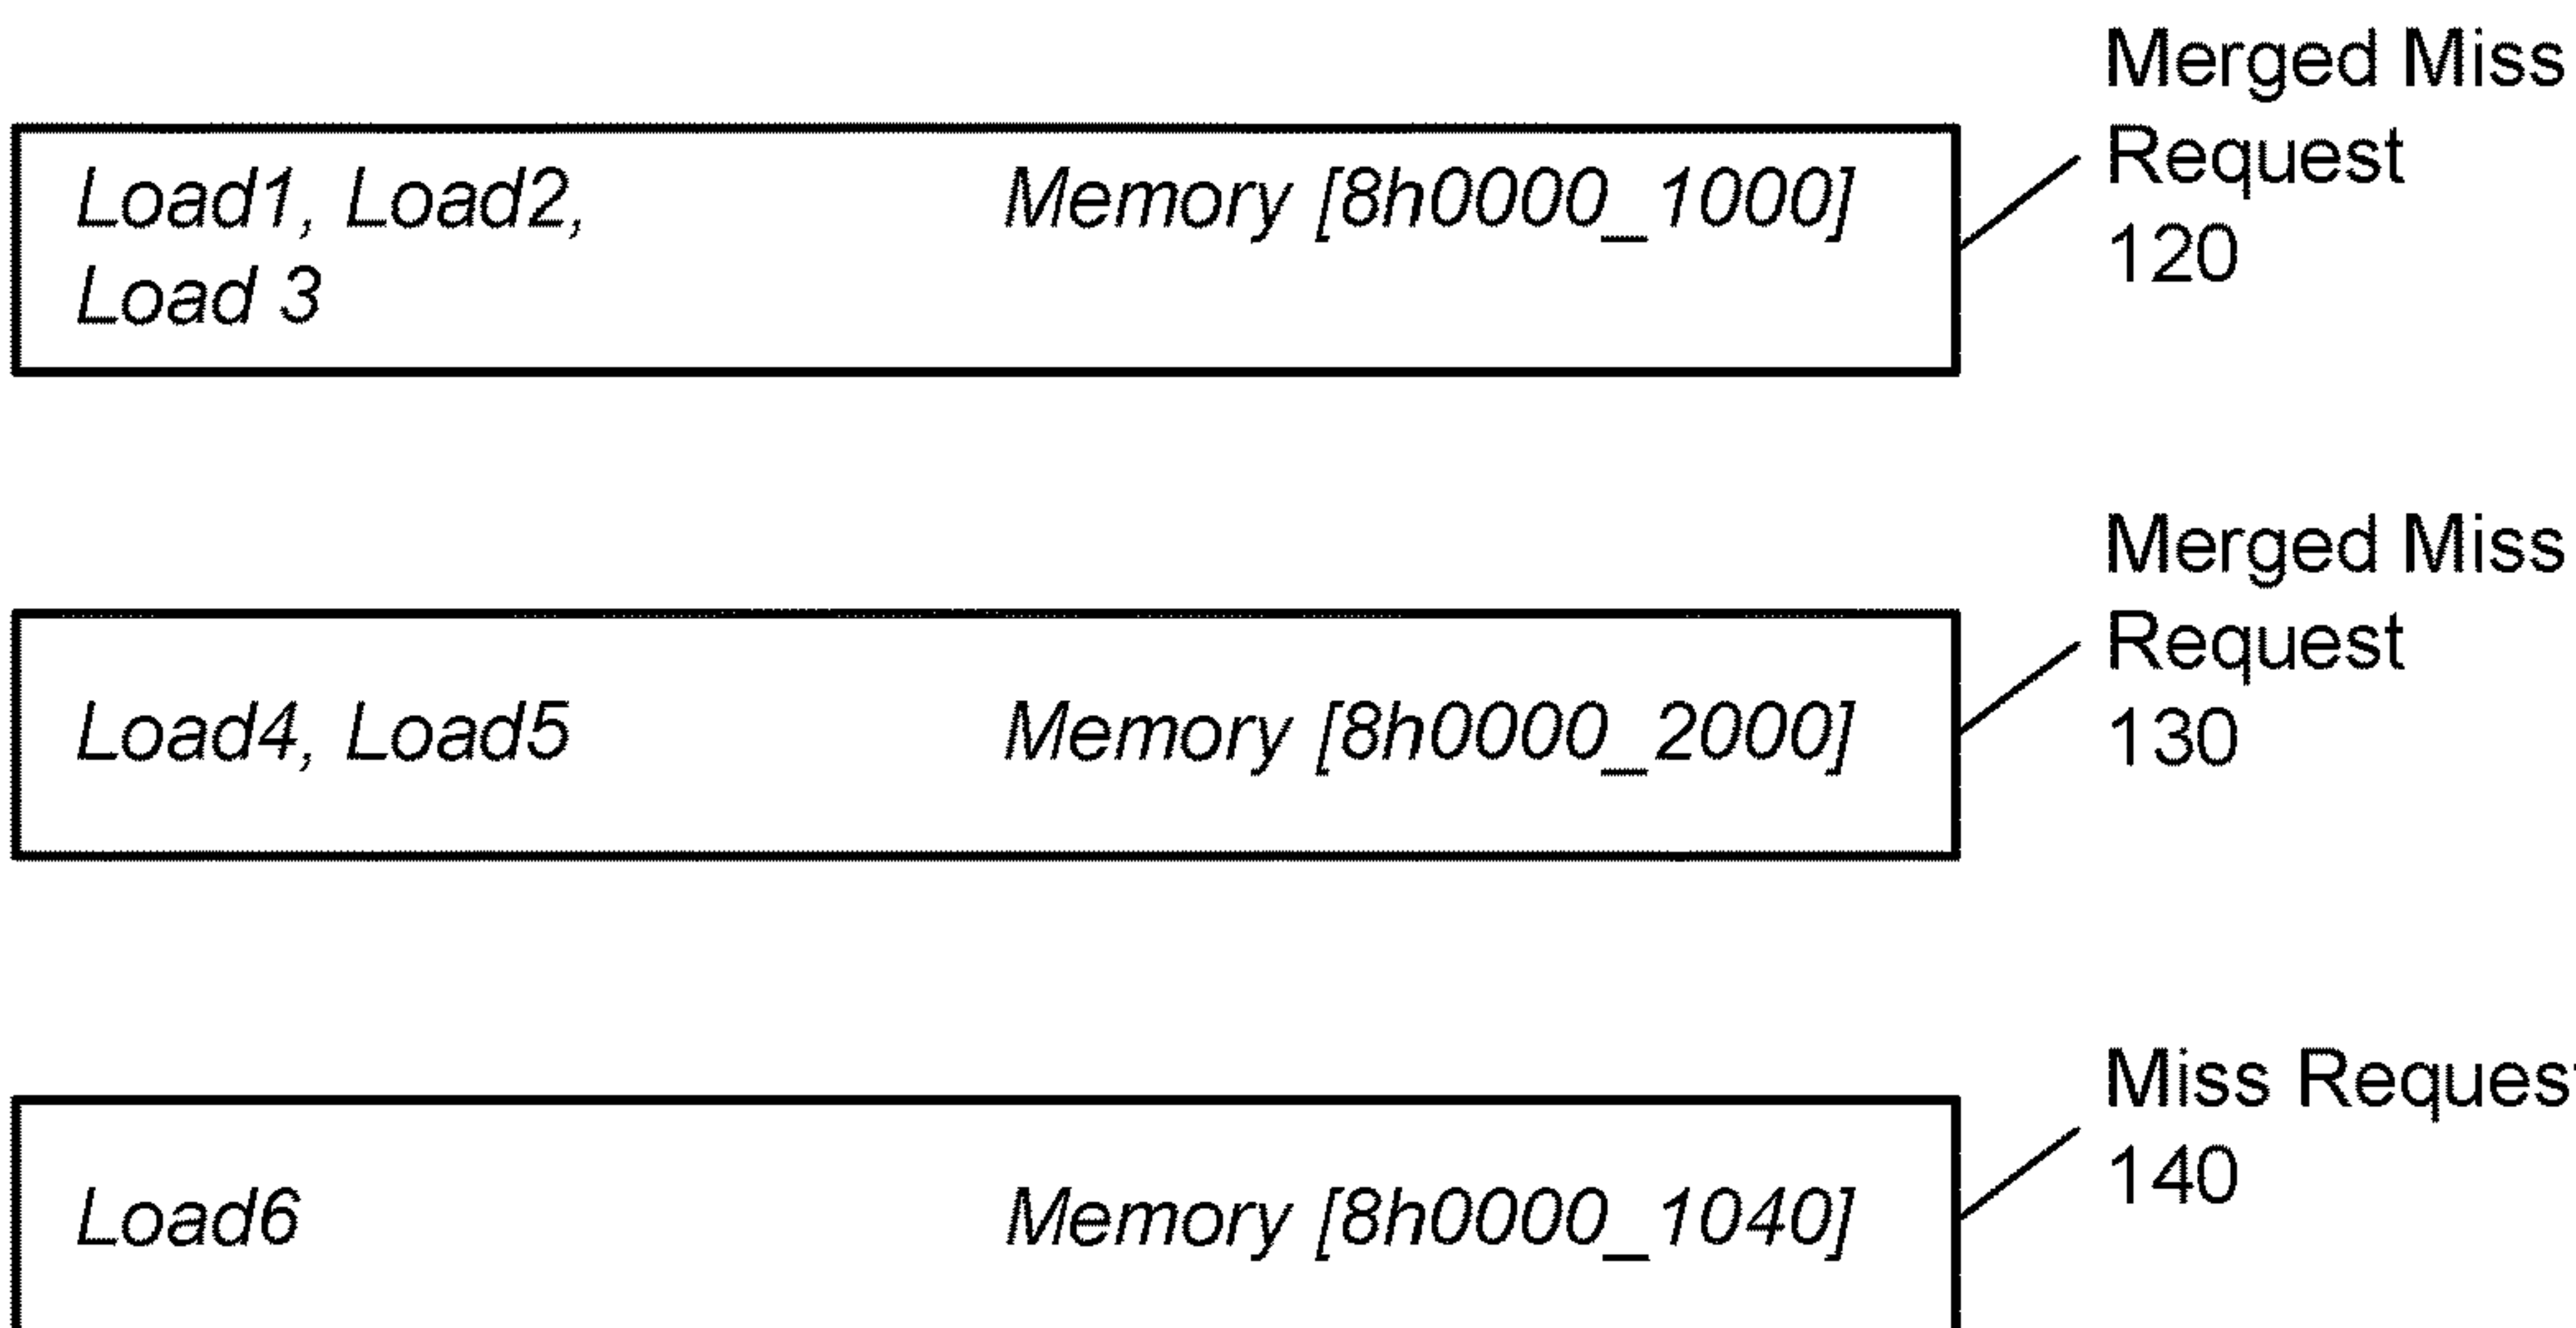 Merged Miss
Request
120
Load1, Load2, Memory [8h0000_1000]
Load 3
Merged Miss
Request
130
Load4, Load5 Memory [8h0000_2000]
Miss Reques
140
Load6 Memory [8h0000_1040]